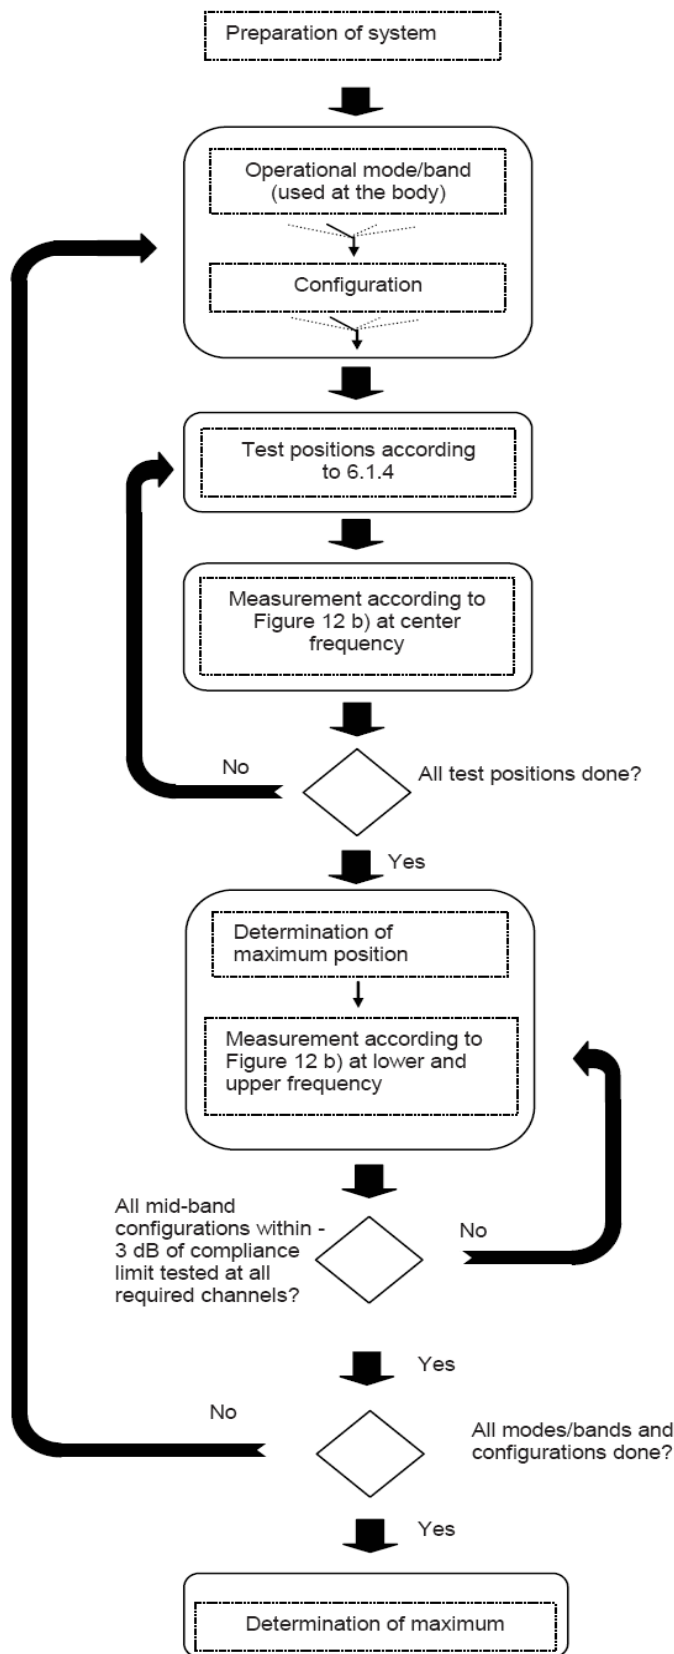 Preparation of system
Operational mode/band
(used at the body)
Configuration
Test positions according
to 6.1.4
Measurement according to
Figure 12 b) at center
frequency
No
All test positions done?
Yes
Determination of
maximum position
Measurement according to
Figure 12 b) at lower and
upper frequency
All mid-band
configurations within -
3 dB of compliance
limit tested at all
required channels?
No
Yes
No
All modes/bands and
configurations done?
Yes
Determination of maximum